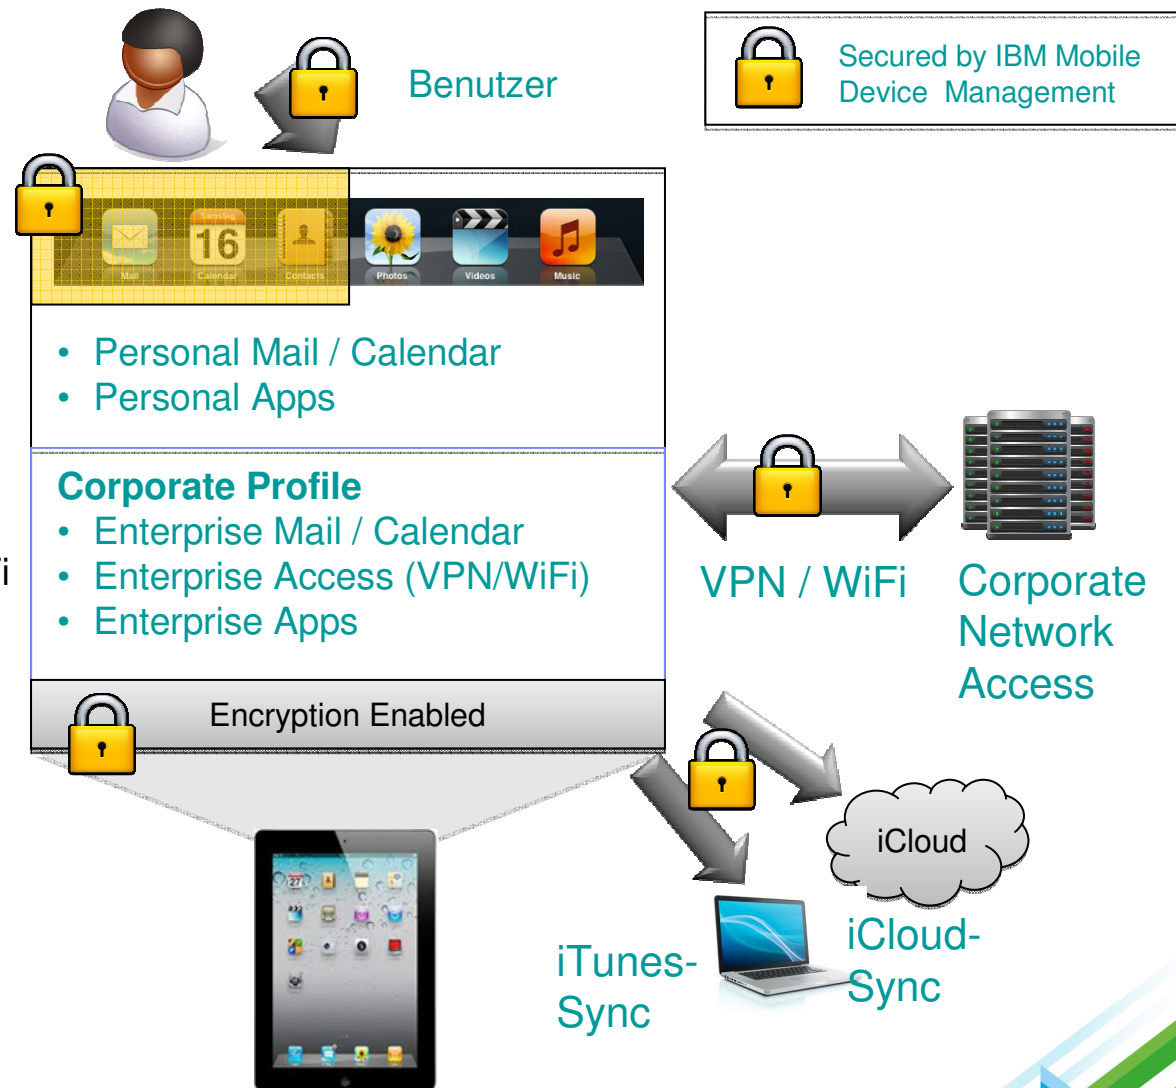 Benutzer
Secured by IBM Mobile
Device Management
Samstag
16
Mail
Calendar
Contacts
Photos
Videos
Music
• Personal Mail / Calendar
• Personal Apps
Corporate Profile
• Enterprise Mail / Calendar
• Enterprise Access (VPN/WiFi)
• Enterprise Apps
i
Encryption Enabled
VPN / WiFi
Corporate
Network
Access
iCloud
27
iTunes-
Sync
iCloud-
Sync